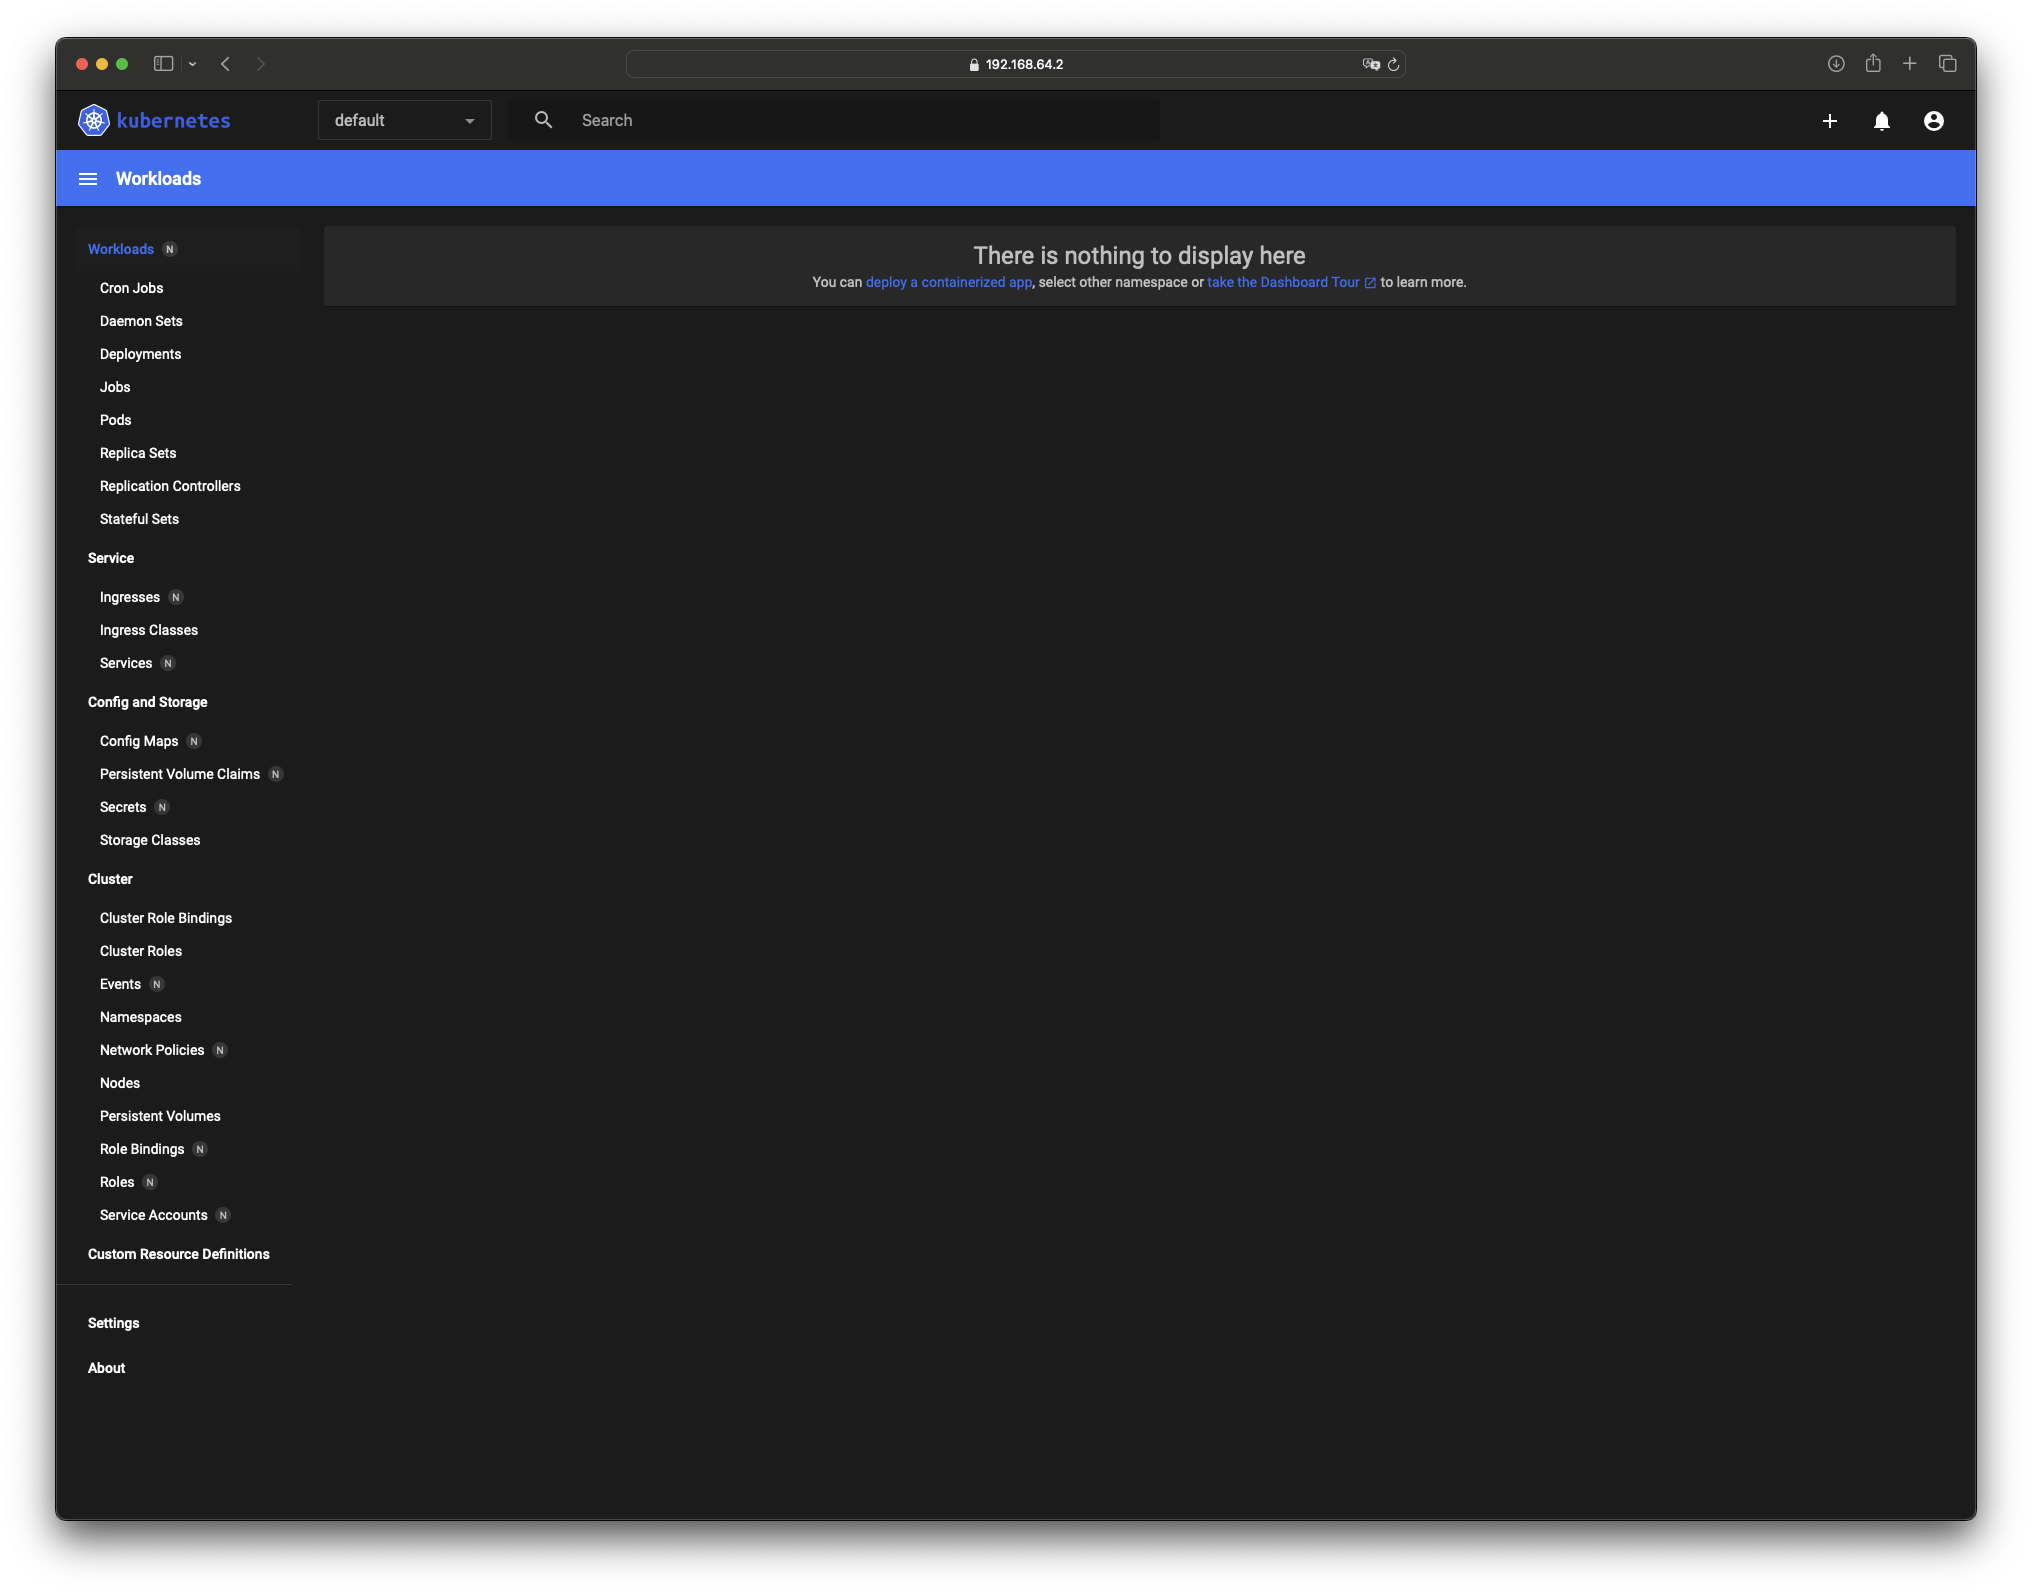 192.168.64.2
kubernetes
default
Search
Workloads
Workloads N
Cron Jobs
Daemon Sets
Deployments
Jobs
Pods
Replica Sets
Replication Controllers
Stateful Sets
Service
Ingresses N
Ingress Classes
Services N
Config and Storage
Config Maps N
Persistent Volume Claims N
Secrets N
Storage Classes
Cluster
Cluster Role Bindings
Cluster Roles
Events N
Namespaces
Network Policies N
Nodes
Persistent Volumes
Role Bindings N
Roles N
Service Accounts N
Custom Resource Definitions
Settings
About
There is nothing to display here
You can deploy a containerized app, select other namespace or take the Dashboard Tour to learn more.